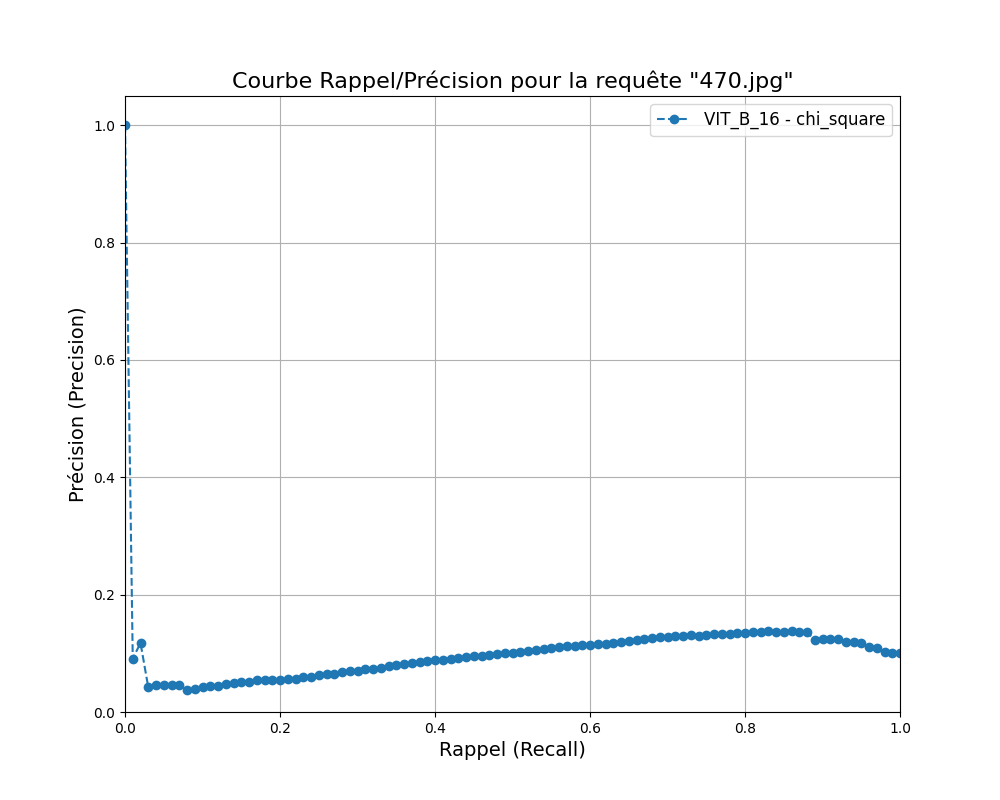 Courbe Rappel/Précision pour la requête "470.jpg"
VIT_B_16 - chi_square
1.0
0.8
0.6
0.4
0.2
0.0
Précision (Precision)
0.0 0.2 0.4 0.6 0.8 1.0
Rappel (Recall)